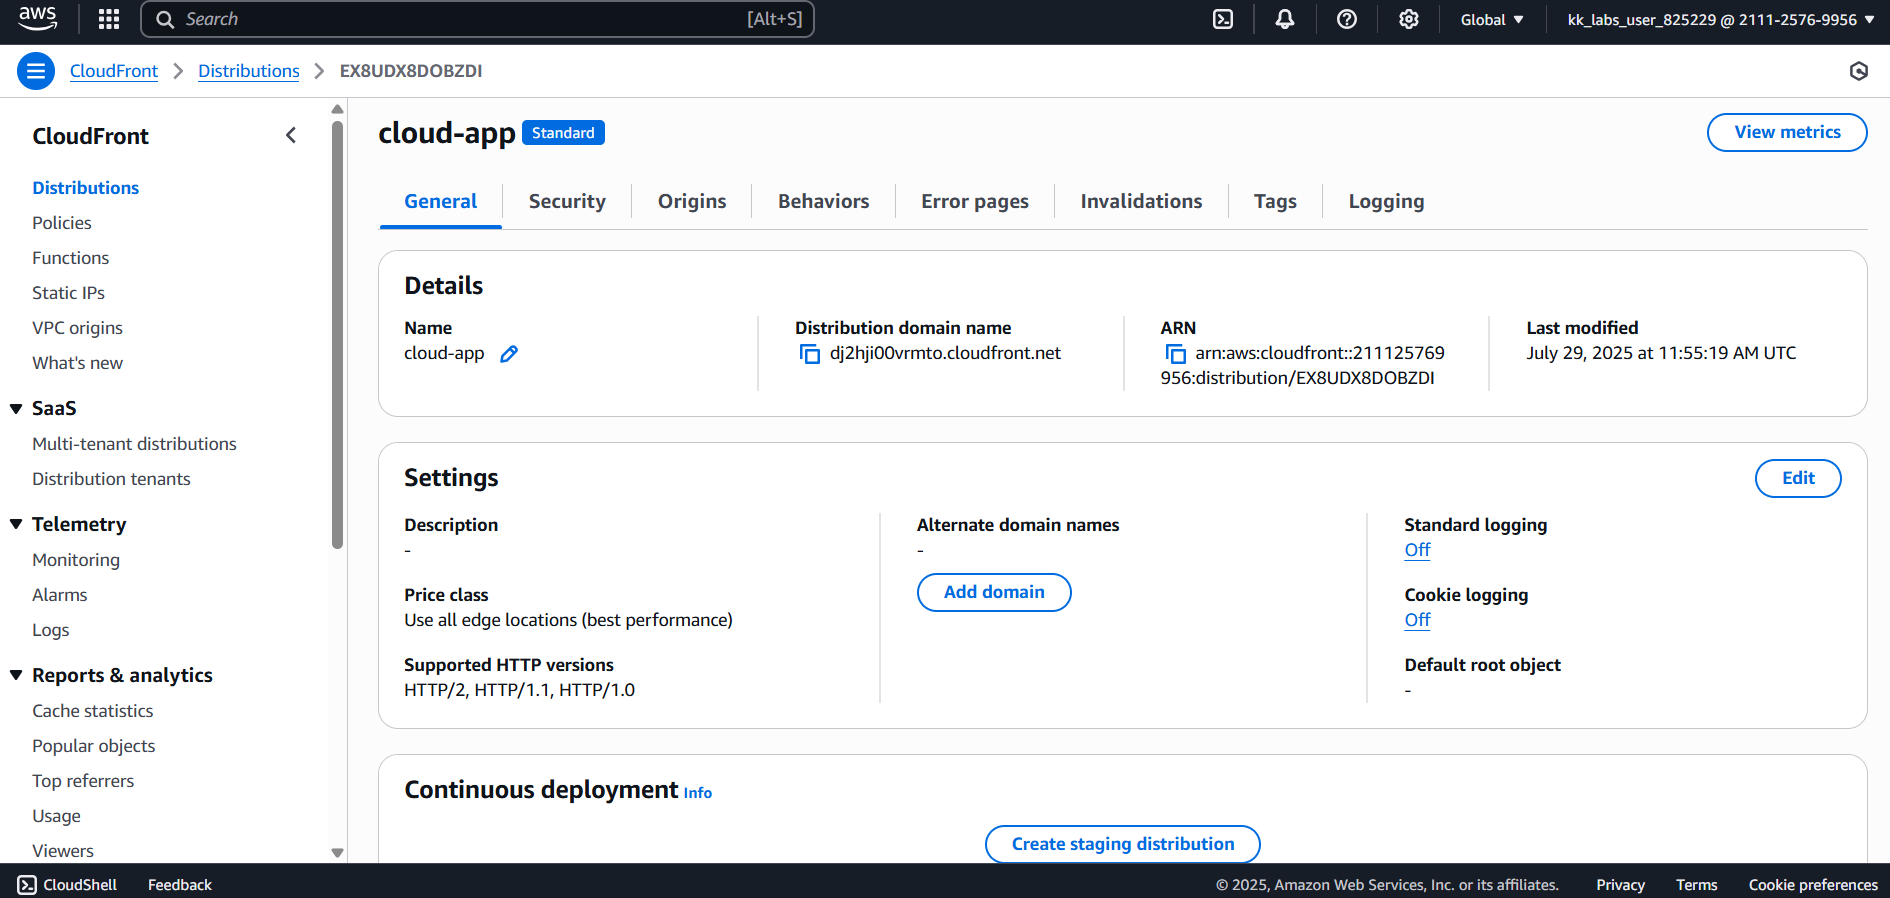 aws
Search [Alt+S]
Global
kk_labs_user_825229 @ 2111-2576-9956
CloudFront
Distributions
EX8UDX8DOBZDI
CloudFront
Distributions
Policies
Functions
Static IPs
VPC origins
What's new
SaaS
Multi-tenant distributions
Distribution tenants
Telemetry
Monitoring
Alarms
Logs
Reports & analytics
Cache statistics
Popular objects
Top referrers
Usage
Viewers
cloud-app Standard
View metrics
General Security Origins Behaviors Error pages Invalidations Tags Logging
Details
Name
cloud-app
Distribution domain name
dj2hji00vrmto.cloudfront.net
ARN
arn:aws:cloudfront::211125769
956:distribution/EX8UDX8DOBZDI
Last modified
July 29, 2025 at 11:55:19 AM UTC
Settings
Edit
Description
-
Price class
Use all edge locations (best performance)
Supported HTTP versions
HTTP/2, HTTP/1.1, HTTP/1.0
Alternate domain names
-
Add domain
Standard logging
Off
Cookie logging
Off
Default root object
-
Continuous deployment Info
Create staging distribution
CloudShell Feedback
© 2025, Amazon Web Services, Inc. or its affiliates. Privacy Terms Cookie preferences